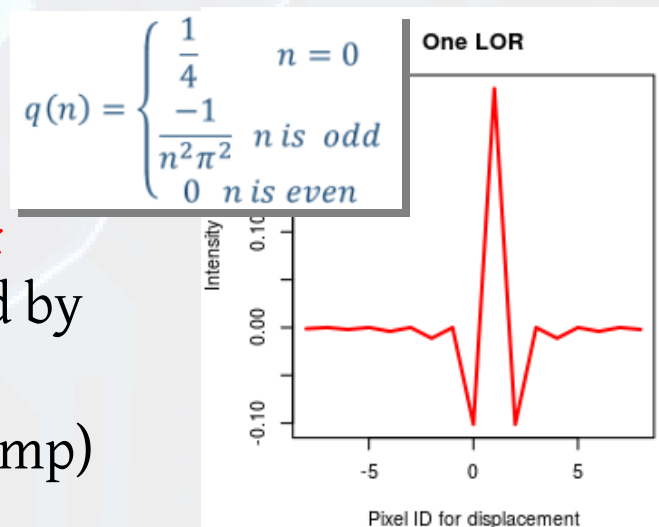 q(n) = { 1/4 n = 0
-1/n²π² n is odd
0 n is even
One LOR
d by
mp)
Intensity
0.10
0.00
-0.10
-5 0 5
Pixel ID for displacement